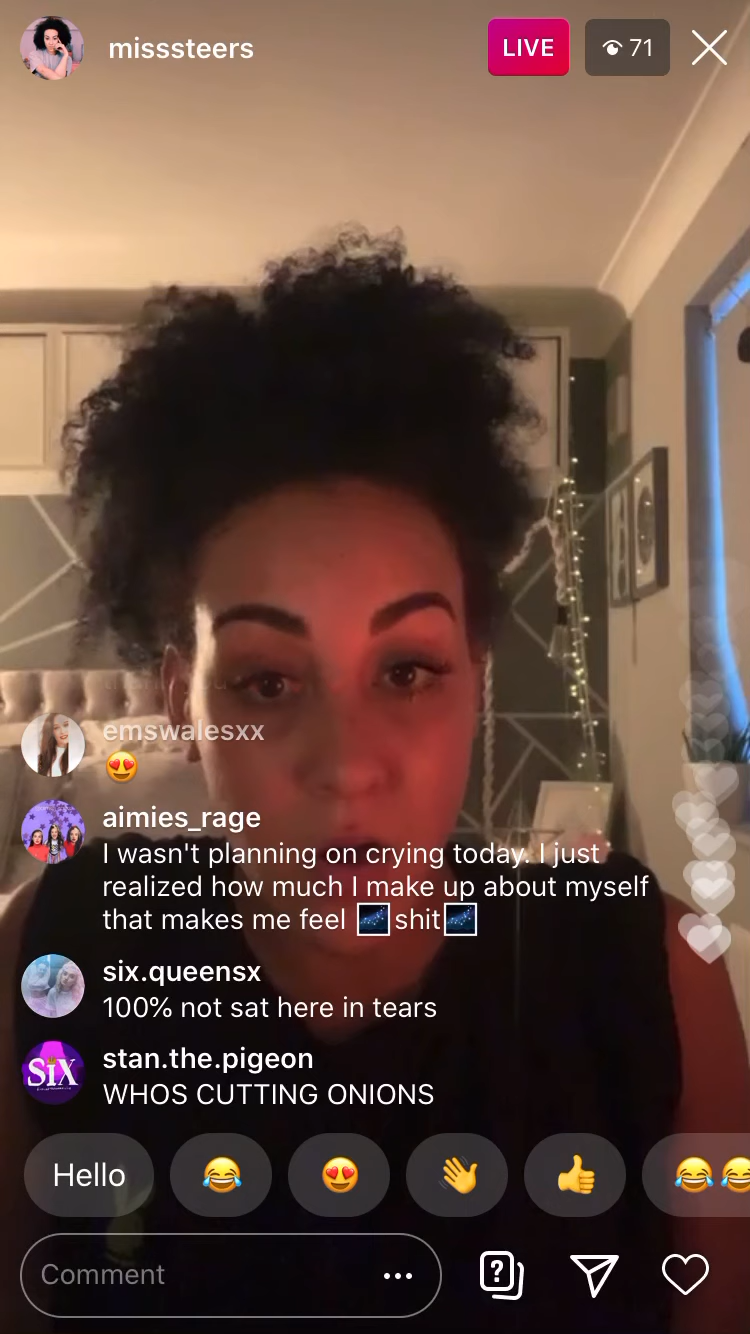 misssteers
LIVE
71
emswalesxx
😍
aimies_rage
I wasn't planning on crying today. I just
realized how much I make up about myself
that makes me feel 🌌shit🌌
six.queensx
100% not sat here in tears
SIX
stan.the.pigeon
WHOS CUTTING ONIONS
Hello
😂
😍
👋
👍
😂😂
Comment